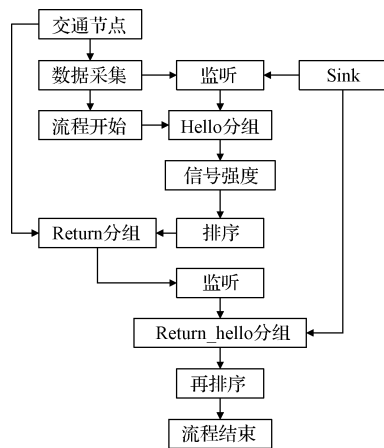 交通节点
数据采集
监听
Sink
流程开始
Hello分组
信号强度
Return分组
排序
监听
Return_hello分组
再排序
流程结束